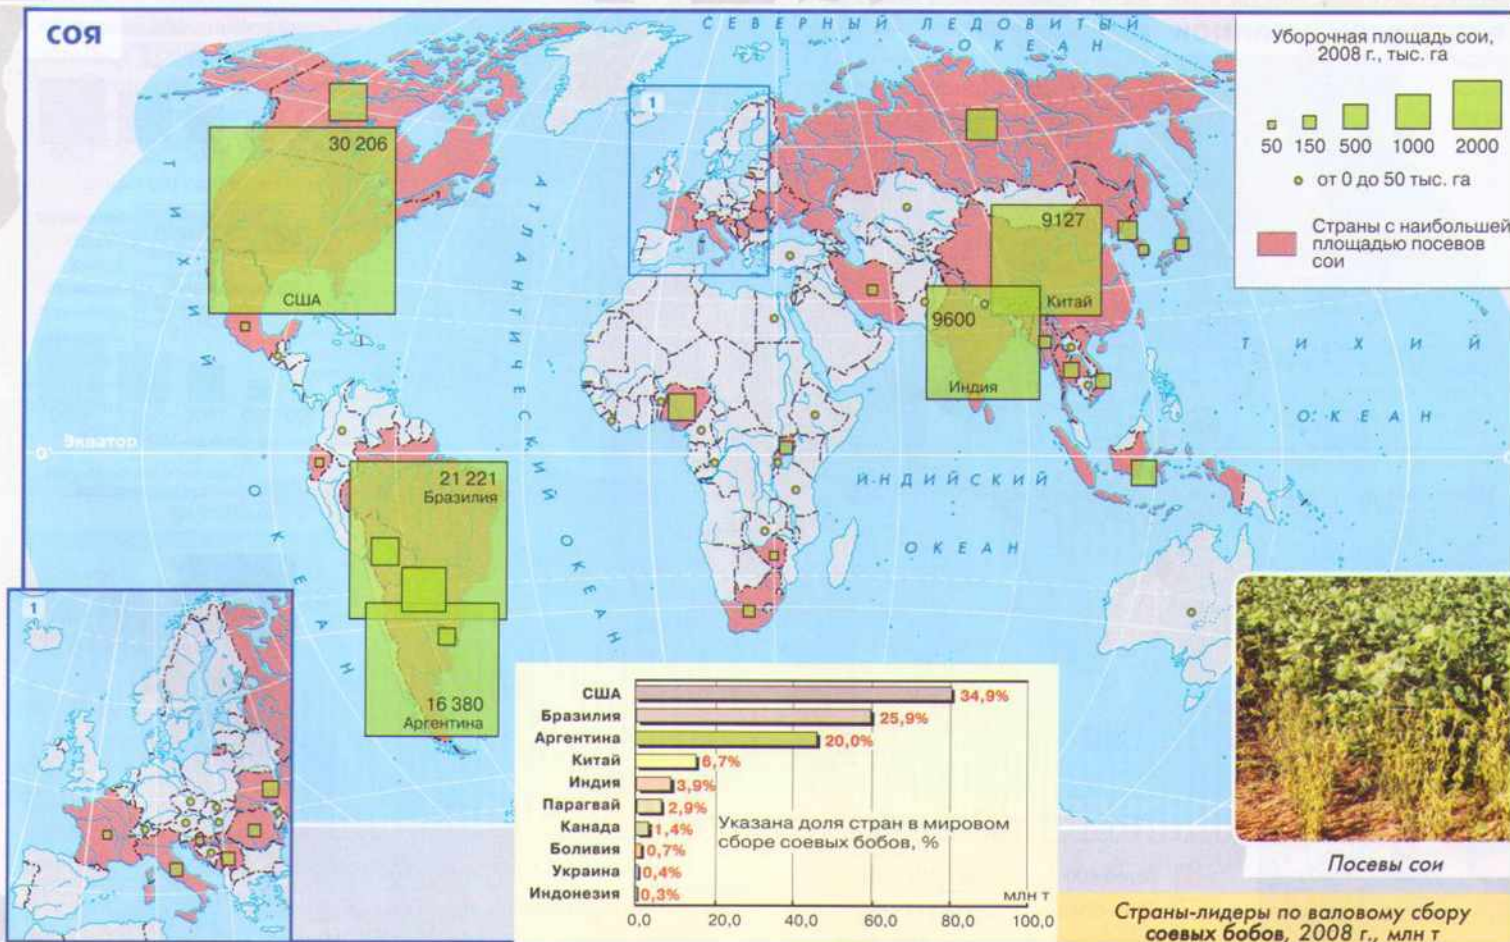 СОЯ
СЕВЕРНЫЙ ЛЕДОВИТЫЙ
ОКЕАН
Уборочная площадь сои,
2008 г., тыс. га
50 150 500 1000 2000
от 0 до 50 тыс. га
Страны с наибольшей
площадью посевов
сои
1
30 206
США
ТИХИЙ
ОКЕАН
АТЛАНТИЧЕСКИЙ ОКЕАН
9127
Китай
9600
Индия
ТИХИЙ
ОКЕАН
Экватор
0°
ИНДИЙСКИЙ
ОКЕАН
21 221
Бразилия
16 380
Аргентина
1
США 34,9%
Бразилия 25,9%
Аргентина 20,0%
Китай 6,7%
Индия 3,9%
Парагвай 2,9%
Канада 1,4%
Боливия 0,7%
Украина 0,4%
Индонезия 0,3%
Указана доля стран в мировом
сборе соевых бобов, %
млн т
0,0 20,0 40,0 60,0 80,0 100,0
Посевы сои
Страны-лидеры по валовому сбору
соевых бобов, 2008 г., млн т